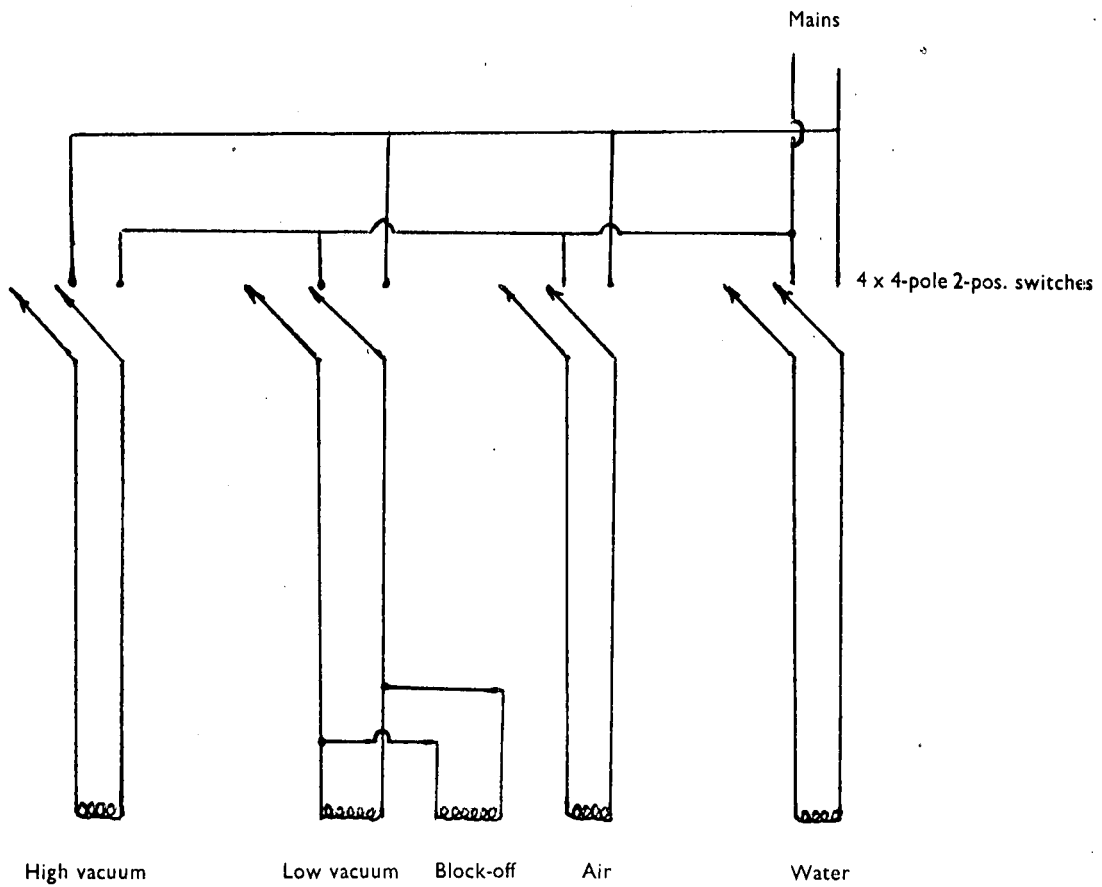 Mains
4 x 4-pole 2-pos. switches
High vacuum
Low vacuum
Block-off
Air
Water